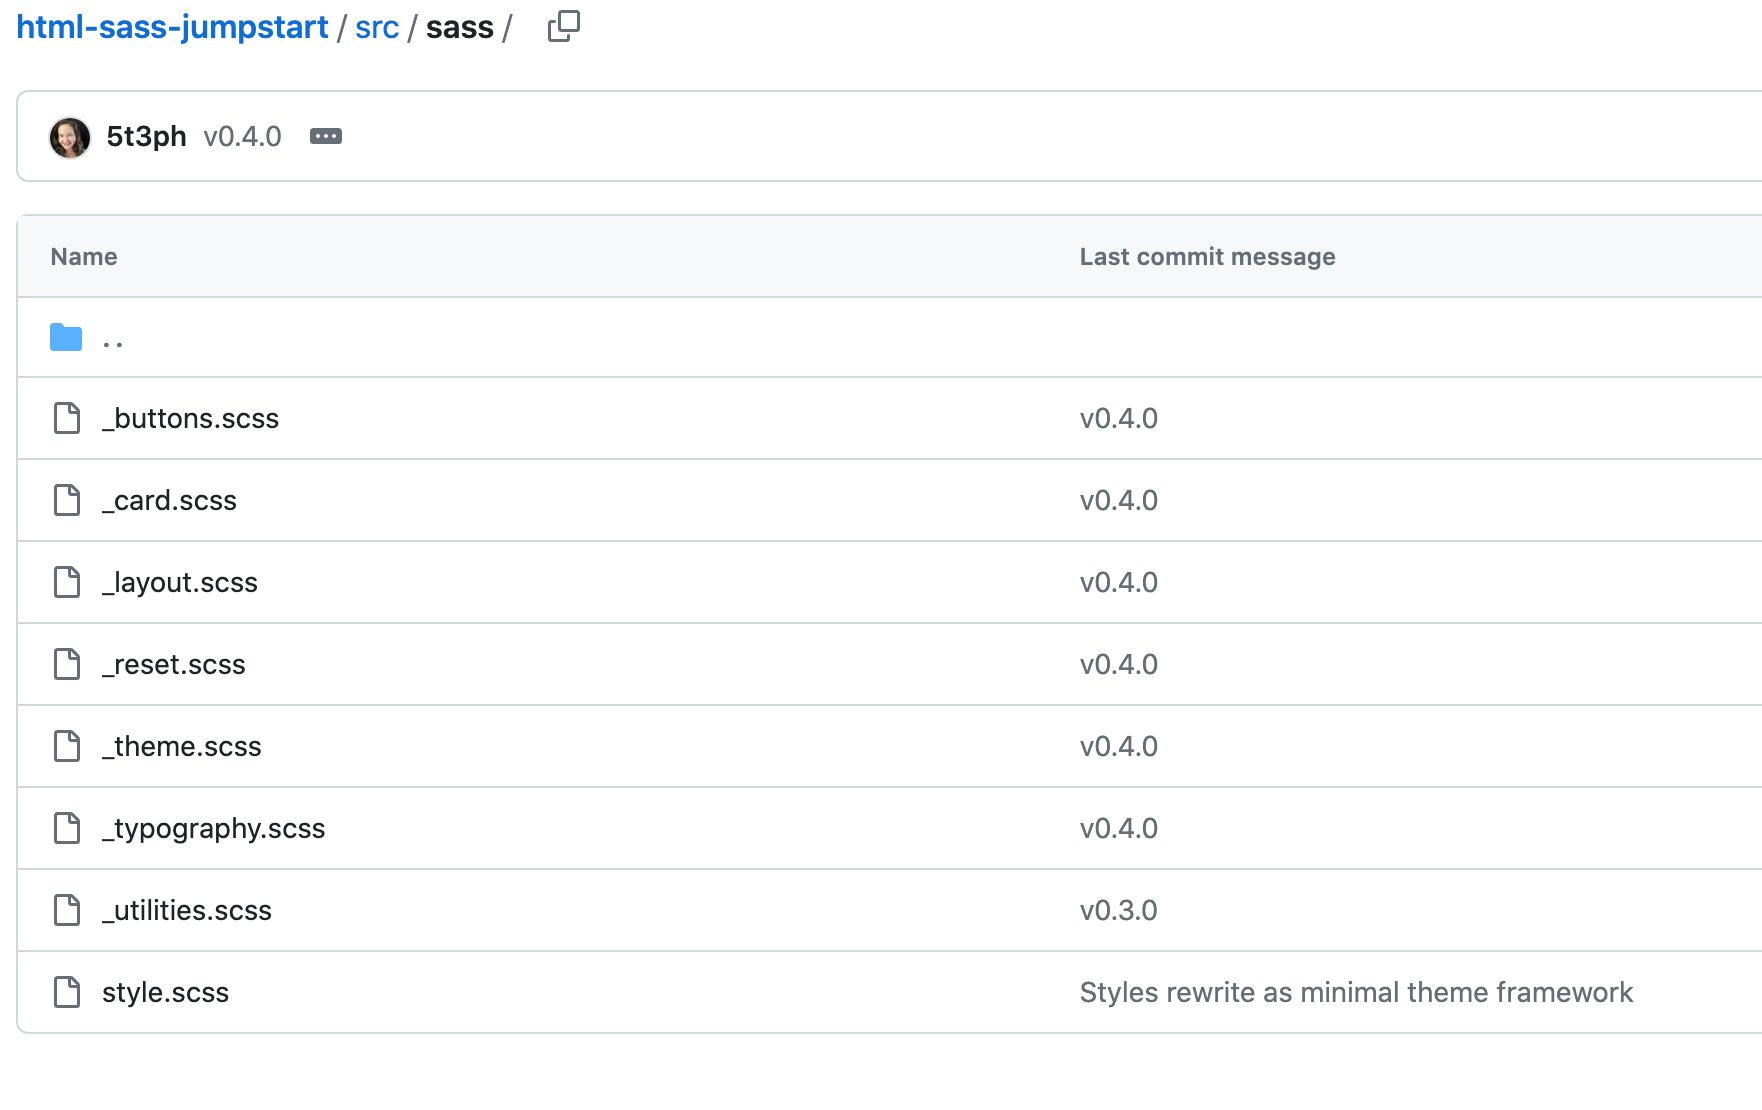 html-sass-jumpstart / src / sass /
5t3ph v0.4.0
Name Last commit message
..
_buttons.scss v0.4.0
_card.scss v0.4.0
_layout.scss v0.4.0
_reset.scss v0.4.0
_theme.scss v0.4.0
_typography.scss v0.4.0
_utilities.scss v0.3.0
style.scss Styles rewrite as minimal theme framework